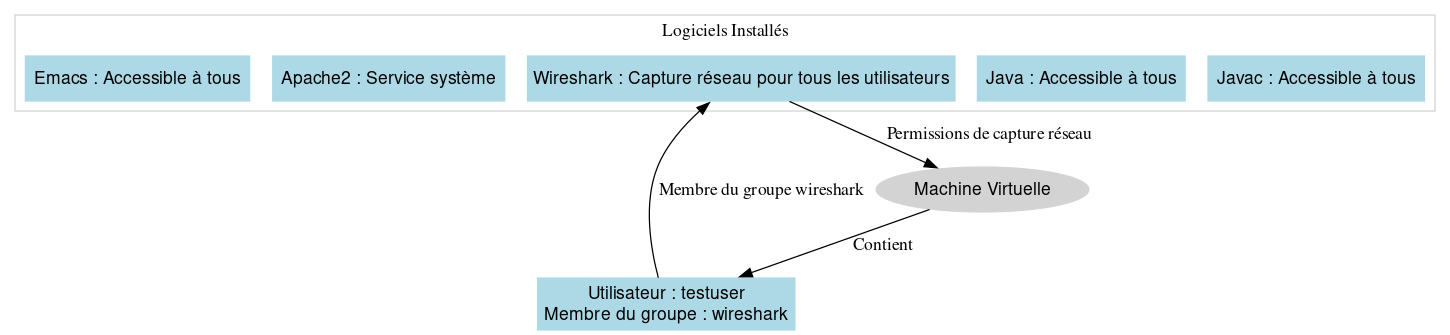 Logiciels Installés
Emacs : Accessible à tous
Apache2 : Service système
Wireshark : Capture réseau pour tous les utilisateurs
Java : Accessible à tous
Javac : Accessible à tous
Permissions de capture réseau
Membre du groupe wireshark
Machine Virtuelle
Contient
Utilisateur : testuser
Membre du groupe : wireshark